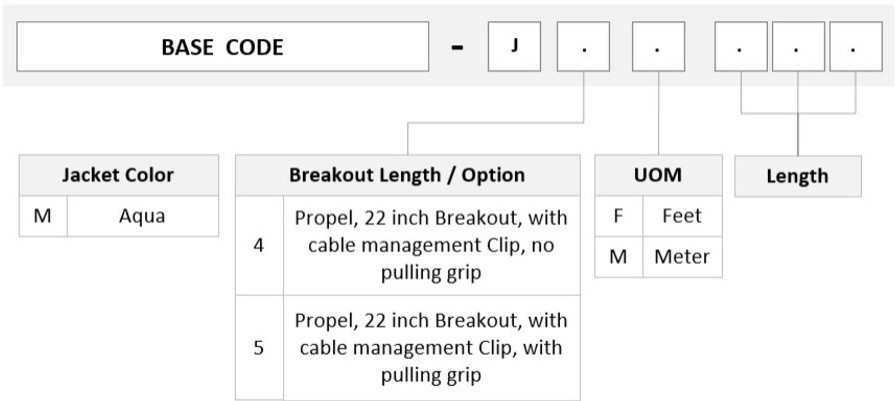 BASE CODE - J . . . . .
Jacket Color
M Aqua
Breakout Length / Option
4 Propel, 22 inch Breakout, with
cable management Clip, no
pulling grip
5 Propel, 22 inch Breakout, with
cable management Clip, with
pulling grip
UOM
F Feet
M Meter
Length